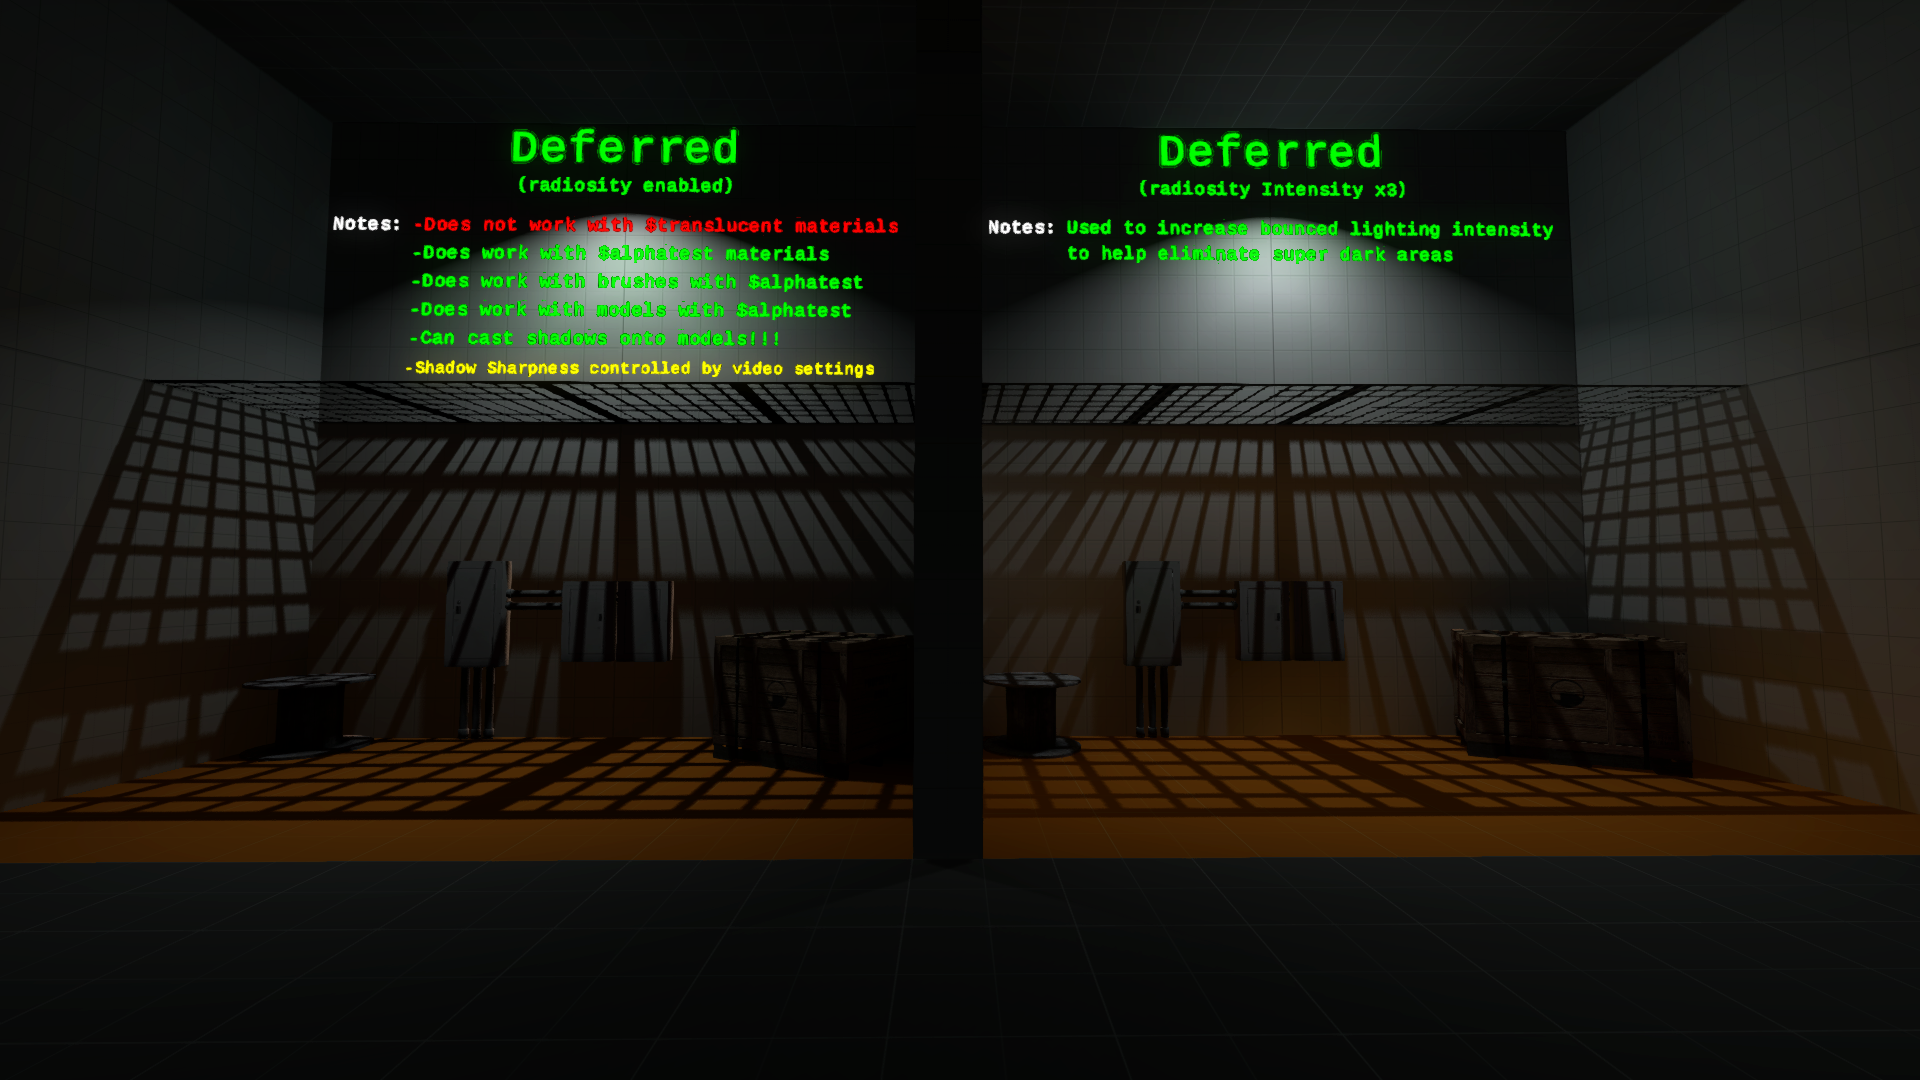 Deferred
(radiosity enabled)
Notes: -Does not work with $translucent materials
-Does work with $alphatest materials
-Does work with brushes with $alphatest
-Does work with models with $alphatest
-Can cast shadows onto models!!!
-Shadow Sharpness controlled by video settings
Deferred
(radiosity Intensity x3)
Notes: Used to increase bounced lighting intensity
to help eliminate super dark areas